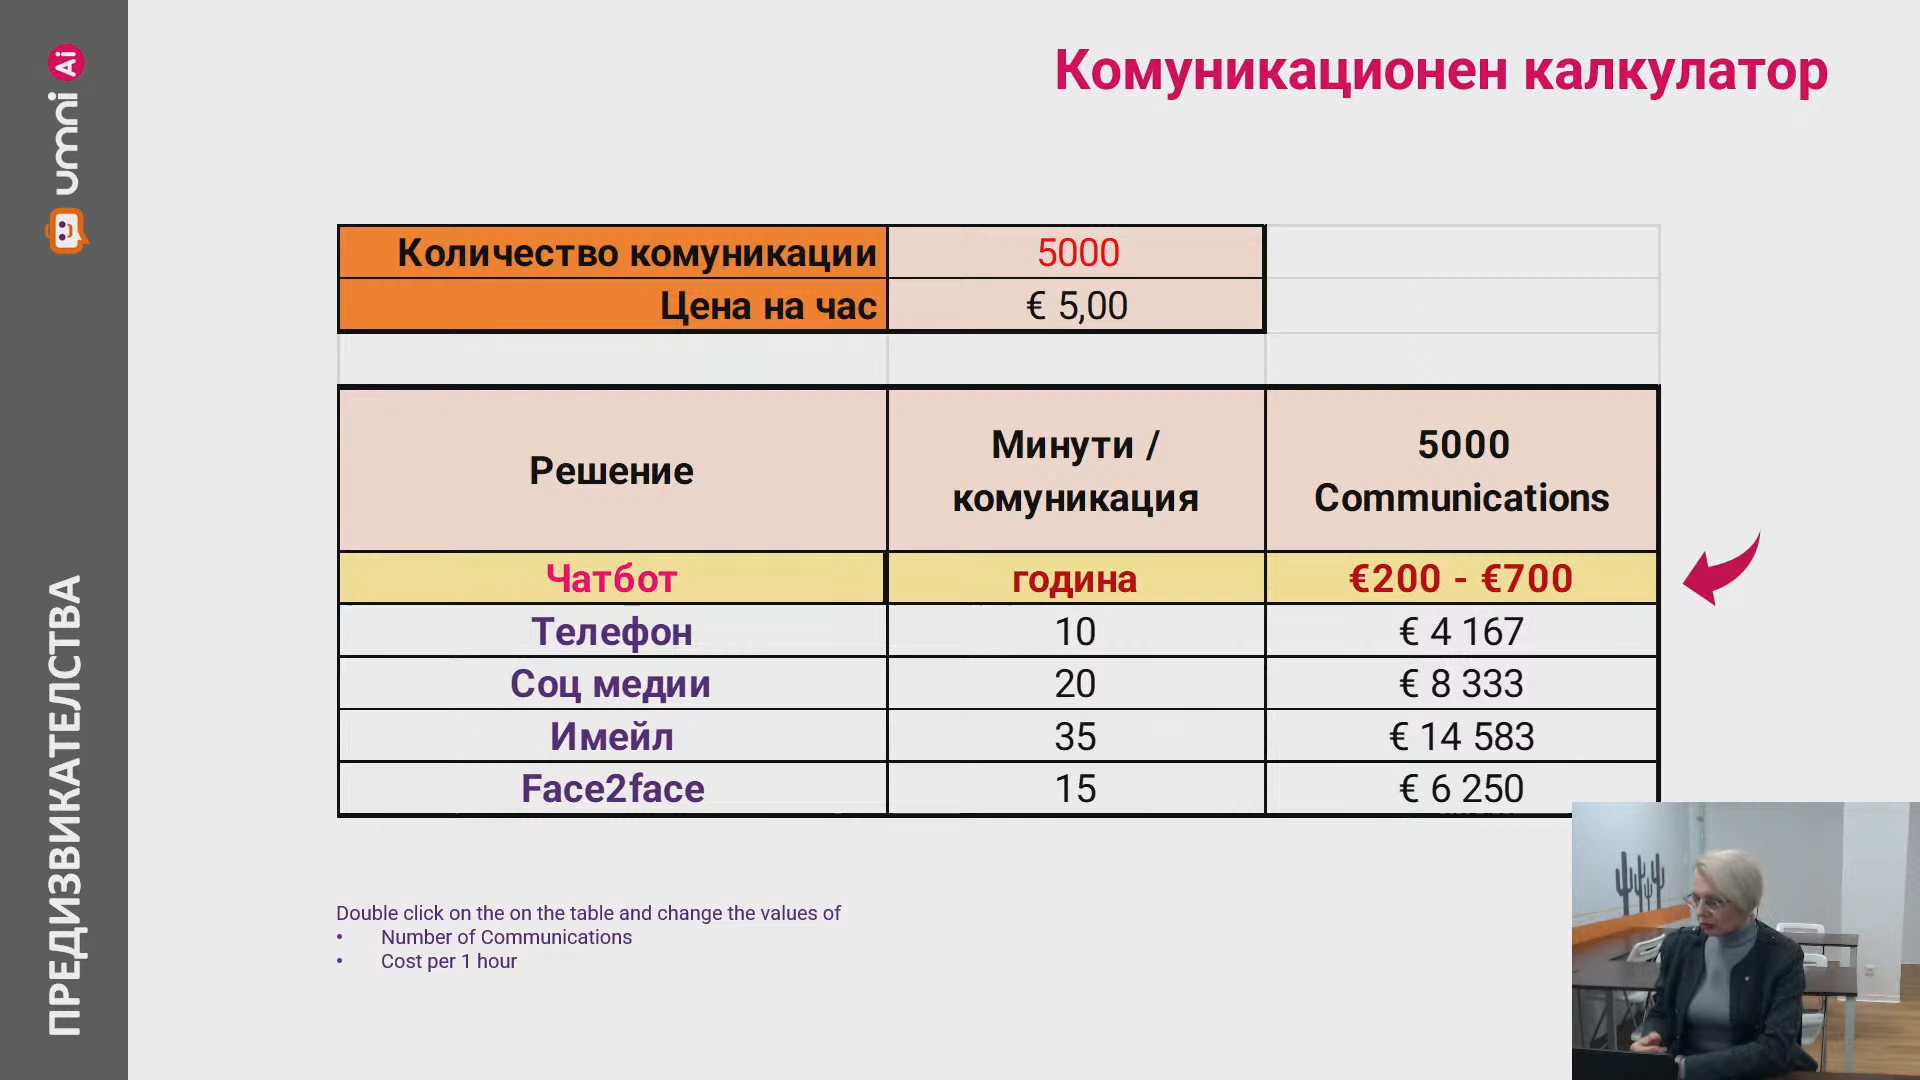 Комуникационен калкулатор
umni Ai
ПРЕДИЗВИКАТЕЛСТВА
Количество комуникации 5000
Цена на час € 5,00
Решение Минути / комуникация 5000 Communications
Чатбот година €200 - €700
Телефон 10 € 4 167
Соц медии 20 € 8 333
Имейл 35 € 14 583
Face2face 15 € 6 250
Double click on the on the table and change the values of
• Number of Communications
• Cost per 1 hour